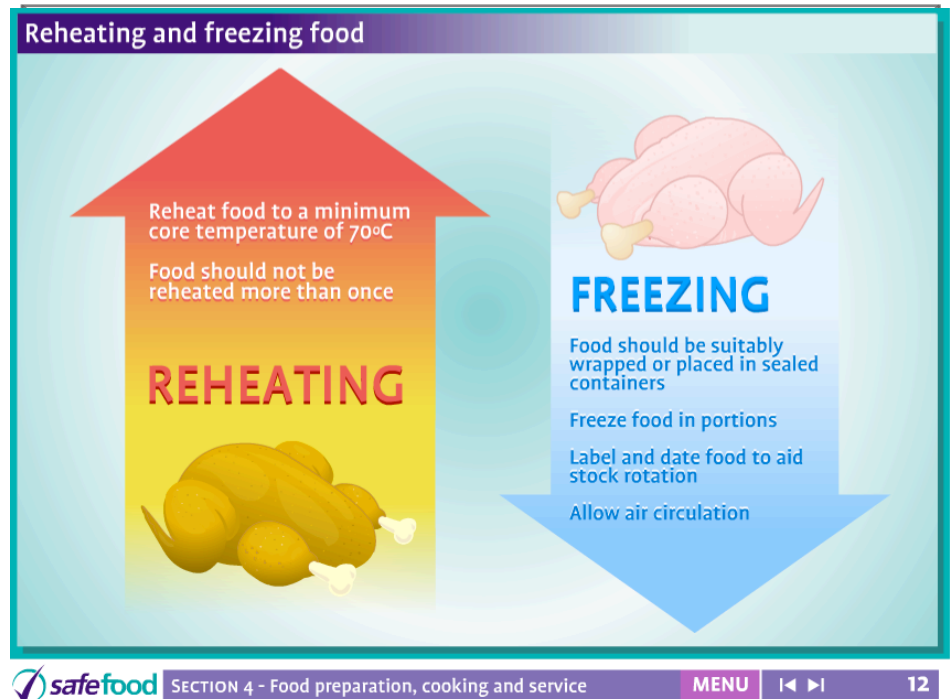 Reheating and freezing food
Reheat food to a minimum
core temperature of 70ºC
Food should not be
reheated more than once
REHEATING
FREEZING
Food should be suitably
wrapped or placed in sealed
containers
Freeze food in portions
Label and date food to aid
stock rotation
Allow air circulation
safefood SECTION 4 - Food preparation, cooking and service MENU 12